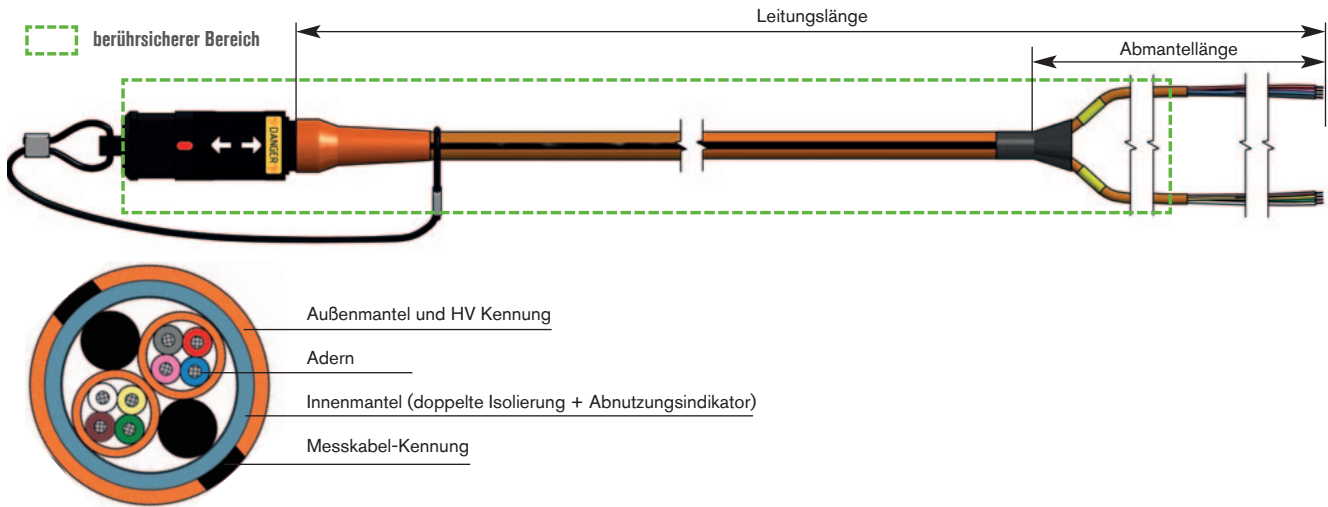 Leitungslänge
berührsicherer Bereich
Abmantellänge
DANGER
Außenmantel und HV Kennung
Adern
Innenmantel (doppelte Isolierung + Abnutzungsindikator)
Messkabel-Kennung